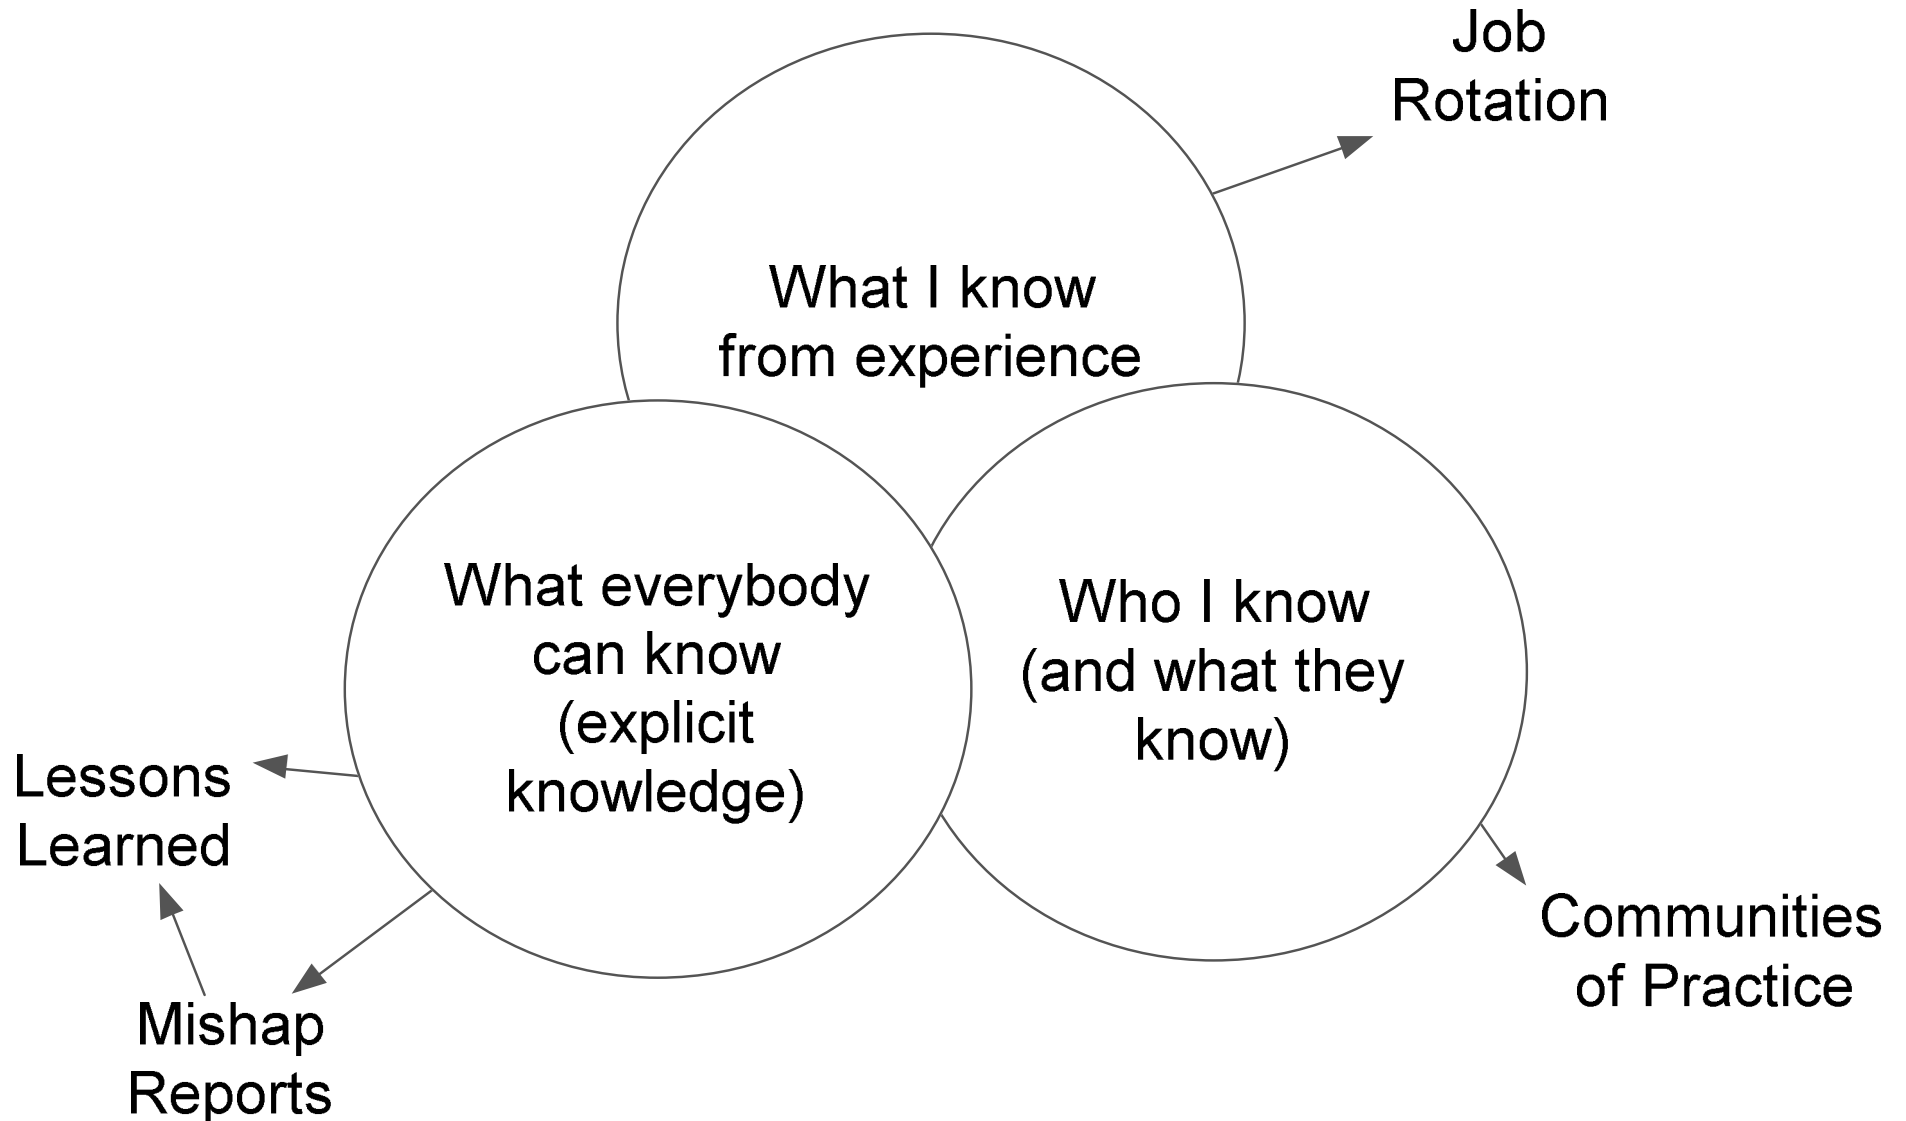 Job
Rotation
What I know
from experience
What everybody
can know
(explicit
knowledge)
Who I know
(and what they
know)
Lessons
Learned
Communities
of Practice
Mishap
Reports